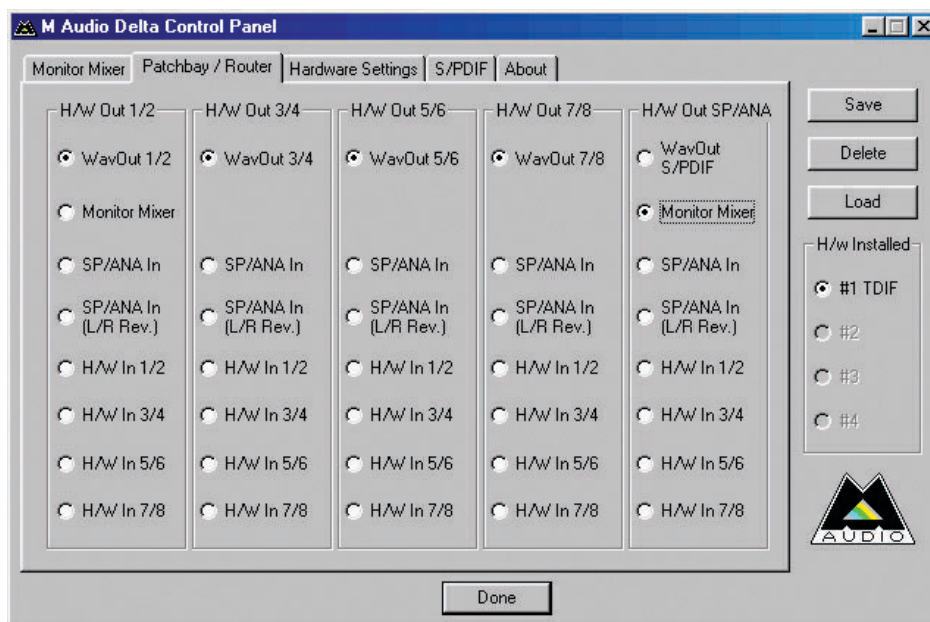 M Audio Delta Control Panel
Monitor Mixer
Patchbay / Router
Hardware Settings
S/PDIF
About
H/W Out 1/2
WavOut 1/2
Monitor Mixer
SP/ANA In
SP/ANA In
(L/R Rev.)
H/W In 1/2
H/W In 3/4
H/W In 5/6
H/W In 7/8
H/W Out 3/4
WavOut 3/4
SP/ANA In
SP/ANA In
(L/R Rev.)
H/W In 1/2
H/W In 3/4
H/W In 5/6
H/W In 7/8
H/W Out 5/6
WavOut 5/6
SP/ANA In
SP/ANA In
(L/R Rev.)
H/W In 1/2
H/W In 3/4
H/W In 5/6
H/W In 7/8
H/W Out 7/8
WavOut 7/8
SP/ANA In
SP/ANA In
(L/R Rev.)
H/W In 1/2
H/W In 3/4
H/W In 5/6
H/W In 7/8
H/W Out SP/ANA
WavOut
S/PDIF
Monitor Mixer
SP/ANA In
SP/ANA In
(L/R Rev.)
H/W In 1/2
H/W In 3/4
H/W In 5/6
H/W In 7/8
Save
Delete
Load
H/w Installed
#1 TDIF
#2
#3
#4
AUDIO
Done